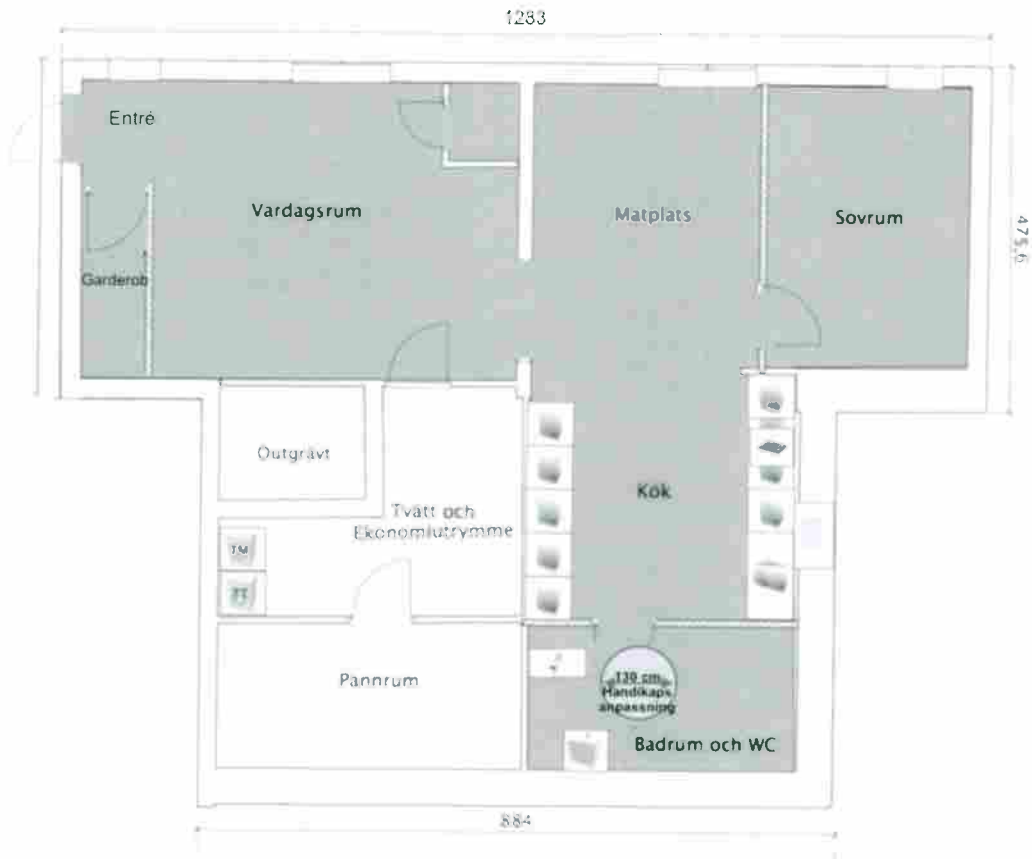 1283
Entré
Vardagsrum
Matplats
Sovrum
475,6
Garderob
Outgrävt
Kök
Tvätt och
Ekonomiutrymme
TM
TT
Pannrum
130 cm
Handikaps
anpassning
Badrum och WC
884